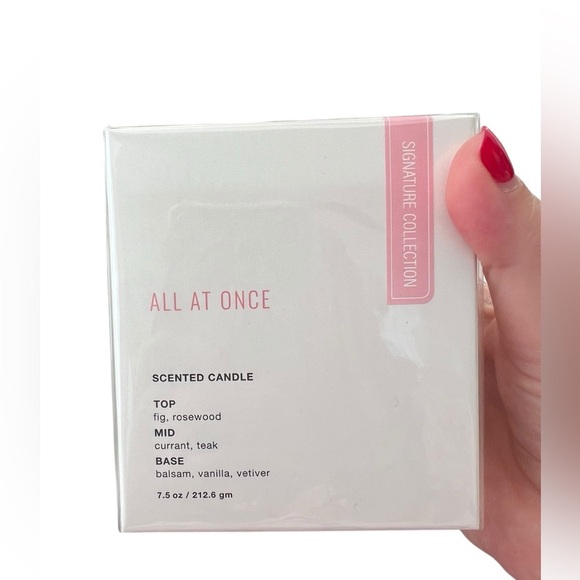 SIGNATURE COLLECTION
ALL AT ONCE
SCENTED CANDLE
TOP
fig, rosewood
MID
currant, teak
BASE
balsam, vanilla, vetiver
7.5 oz / 212.6 gm